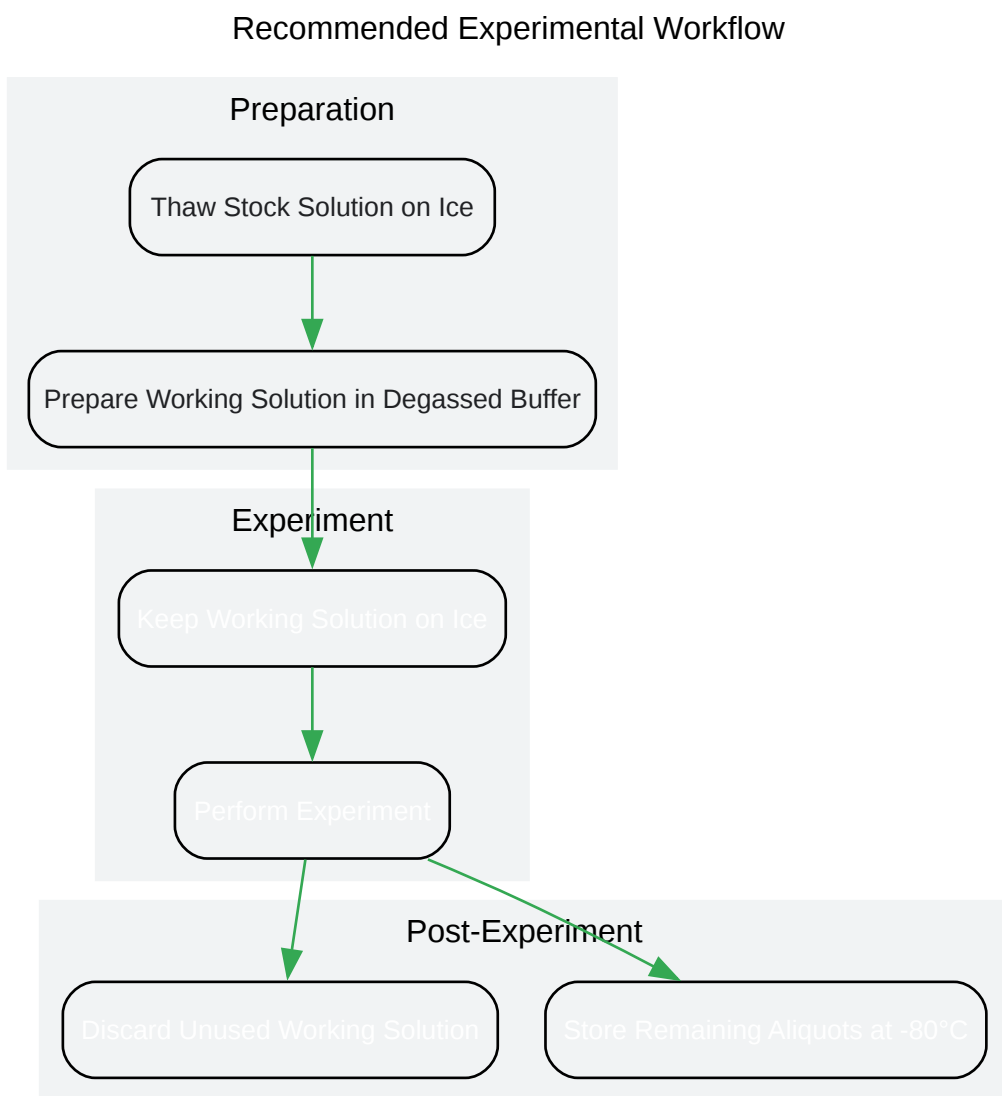 Recommended Experimental Workflow
Preparation
Thaw Stock Solution on Ice
Prepare Working Solution in Degassed Buffer
Experiment
Keep Working Solution on Ice
Perform Experiment
Post-Experiment
Discard Unused Working Solution
Store Remaining Aliquots at -80°C